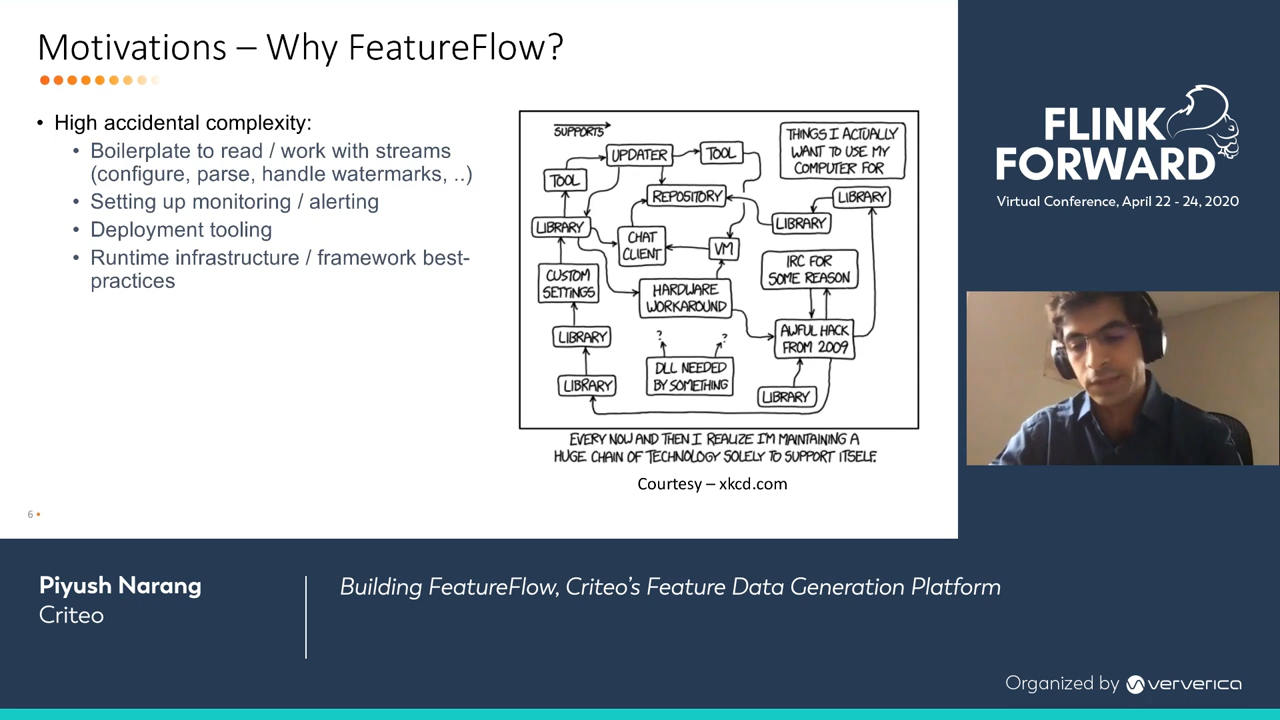 Motivations – Why FeatureFlow?
• High accidental complexity:
• Boilerplate to read / work with streams
(configure, parse, handle watermarks, ..)
• Setting up monitoring / alerting
• Deployment tooling
• Runtime infrastructure / framework best-
practices
SUPPORTS
THINGS I ACTUALLY
WANT TO USE MY
COMPUTER FOR
UPDATER
TOOL
TOOL
REPOSITORY
LIBRARY
LIBRARY
LIBRARY
CHAT
CLIENT
VM
IRC FOR
SOME REASON
CUSTOM
SETTINGS
HARDWARE
WORKAROUND
LIBRARY
?
?
AWFUL HACK
FROM 2009
DLL NEEDED
BY SOMETHING
LIBRARY
LIBRARY
EVERY NOW AND THEN I REALIZE I'M MAINTAINING A
HUGE CHAIN OF TECHNOLOGY SOLELY TO SUPPORT ITSELF.
Courtesy – xkcd.com
6
FLINK
FORWARD
Virtual Conference, April 22 - 24, 2020
Piyush Narang
Criteo
Building FeatureFlow, Criteo's Feature Data Generation Platform
Organized by ververica